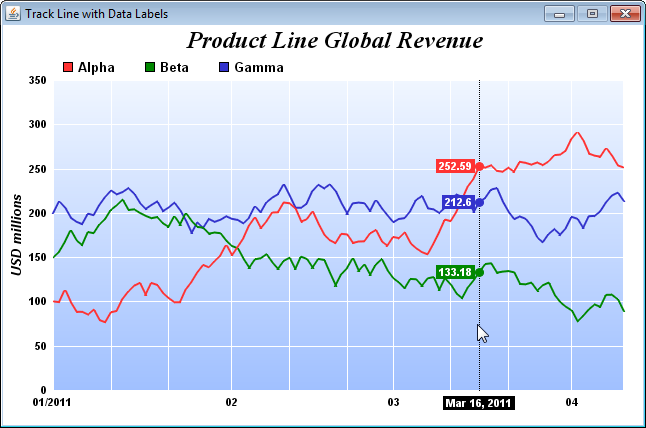 Track Line with Data Labels
Product Line Global Revenue
Alpha Beta Gamma
USD millions
350
300
250
200
150
100
50
0
252.59
212.6
133.18
01/2011 02 03 Mar 16, 2011 04